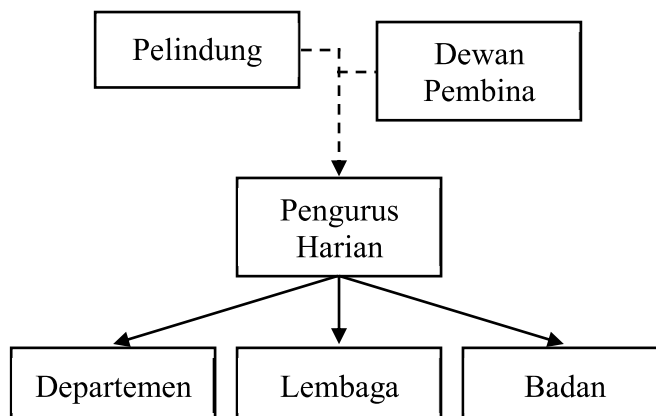 Pelindung
Dewan
Pembina
Pengurus
Harian
Departemen
Lembaga
Badan